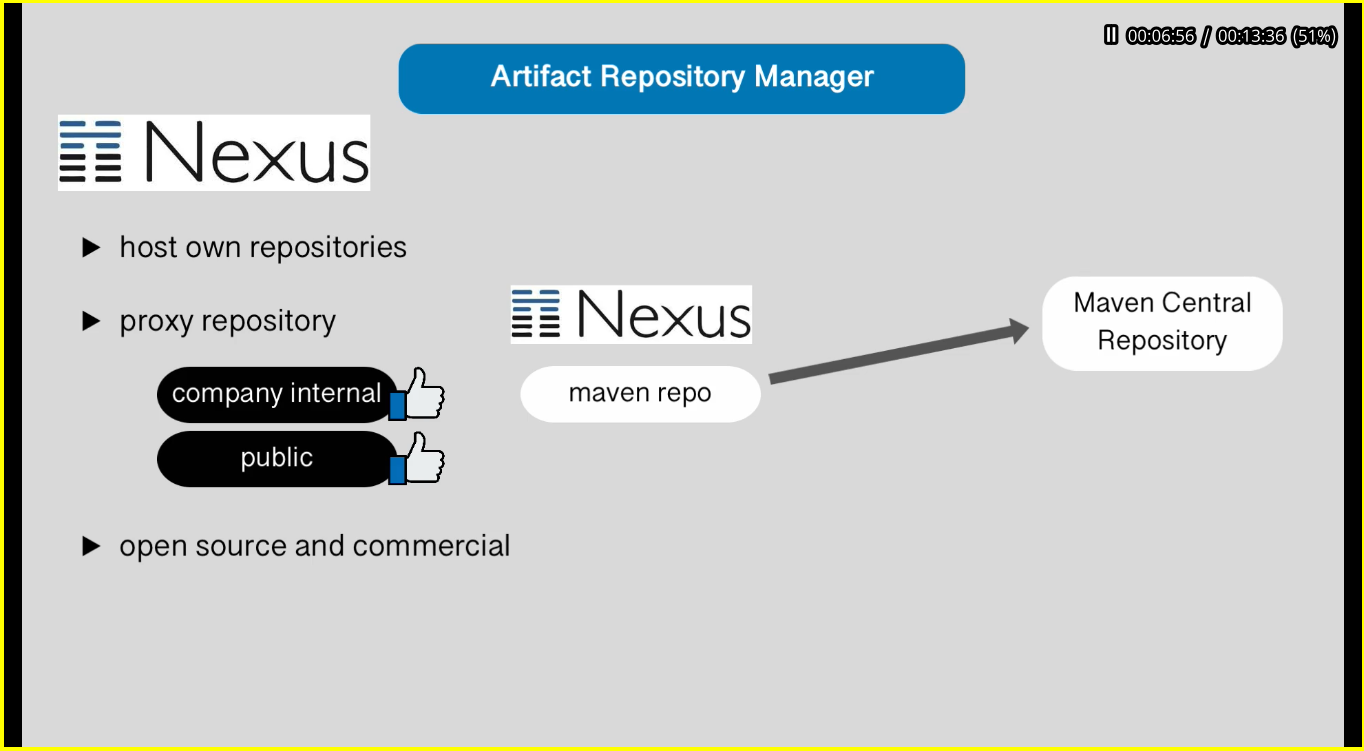 00:06:56 / 00:13:36 (51%)
Artifact Repository Manager
Nexus
▶ host own repositories
▶ proxy repository
company internal
public
Nexus
maven repo
Maven Central
Repository
▶ open source and commercial